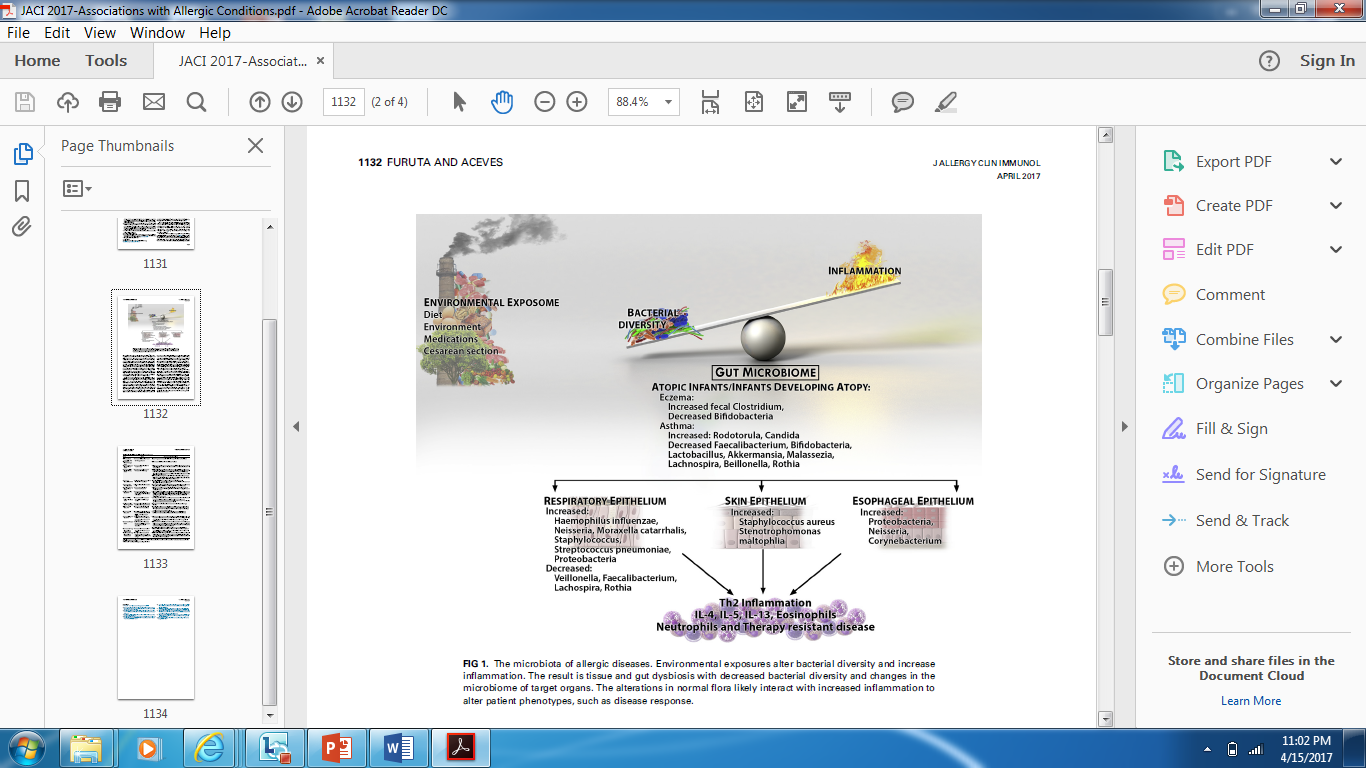 JACI 2017-Associations with Allergic Conditions.pdf - Adobe Acrobat Reader DC
File Edit View Window Help
Home Tools JACI 2017-Associat... ×
Sign In
1132 (2 of 4) 88.4%
Page Thumbnails
1131
1132
1133
1134
1132 FURUTA AND ACEVES
J ALLERGY CLIN IMMUNOL
APRIL 2017
ENVIRONMENTAL EXPOSOME
Diet
Environment
Medications
Cesarean section
BACTERIAL
DIVERSITY
INFLAMMATION
GUT MICROBIOME
ATOPIC INFANTS/INFANTS DEVELOPING ATOPY:
Eczema:
Increased fecal Clostridium,
Decreased Bifidobacteria
Asthma:
Increased: Rodotorula, Candida
Decreased Faecalibacterium, Bifidobacteria,
Lactobacillus, Akkermansia, Malassezia,
Lachnospira, Beillonella, Rothia
RESPIRATORY EPITHELIUM
Increased:
Haemophilus influenzae,
Neisseria, Moraxella catarrhalis,
Staphylococcus,
Streptococcus pneumoniae,
Proteobacteria
Decreased:
Veillonella, Faecalibacterium,
Lachospira, Rothia
SKIN EPITHELIUM
Increased:
Staphylococcus aureus
Stenotrophomonas
maltophlia
ESOPHAGEAL EPITHELIUM
Increased:
Proteobacteria,
Neisseria,
Corynebacterium
Th2 Inflammation
IL-4, IL-5, IL-13, Eosinophils
Neutrophils and Therapy resistant disease
FIG 1. The microbiota of allergic diseases. Environmental exposures alter bacterial diversity and increase
inflammation. The result is tissue and gut dysbiosis with decreased bacterial diversity and changes in the
microbiome of target organs. The alterations in normal flora likely interact with increased inflammation to
alter patient phenotypes, such as disease response.
Export PDF
Create PDF
Edit PDF
Comment
Combine Files
Organize Pages
Fill & Sign
Send for Signature
Send & Track
More Tools
Store and share files in the
Document Cloud
Learn More
11:02 PM
4/15/2017